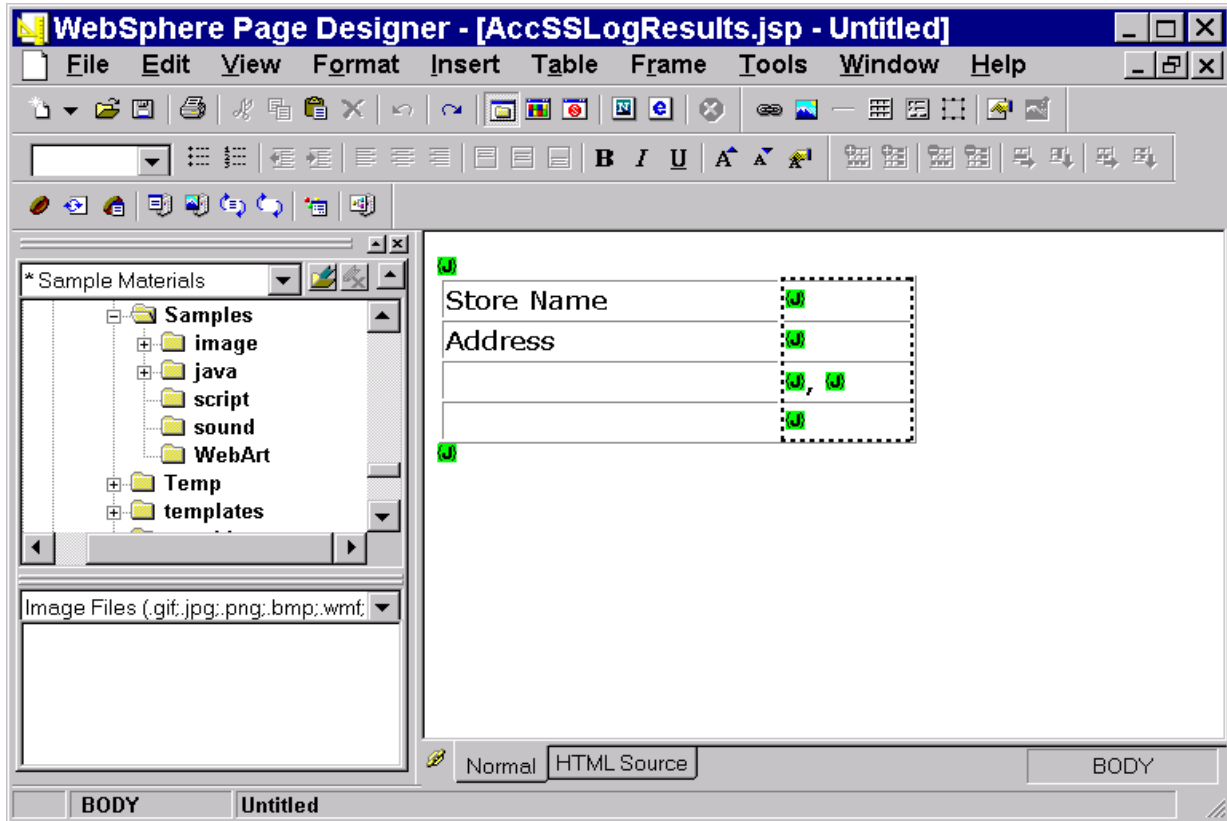 WebSphere Page Designer - [AccSSLogResults.jsp - Untitled]
File Edit View Format Insert Table Frame Tools Window Help
B I U A A
* Sample Materials
Samples
image
java
script
sound
WebArt
Temp
templates
Image Files (.gif;.jpg;.png;.bmp;.wmf;
{J}
Store Name {J}
Address {J}
{J}, {J}
{J}
{J}
Normal HTML Source BODY
BODY Untitled